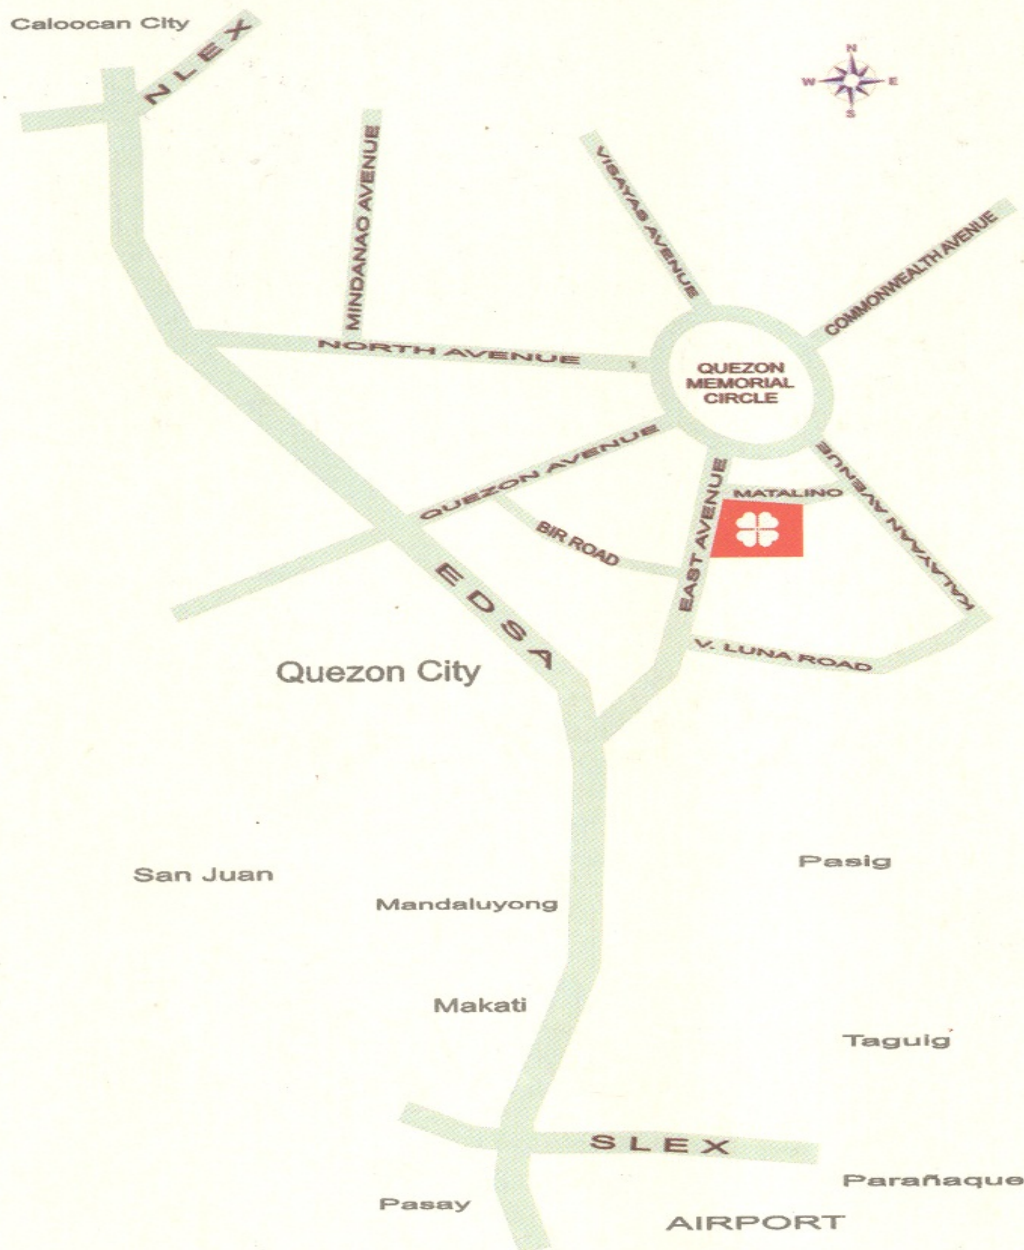 Caloocan City
NLEX
N
W
E
S
MINDANAO AVENUE
VISAYAS AVENUE
COMMONWEALTH AVENUE
NORTH AVENUE
QUEZON
MEMORIAL
CIRCLE
QUEZON AVENUE
BIR ROAD
EAST AVENUE
MATALINO
KALAYAAN AVENUE
EDSA
V. LUNA ROAD
Quezon City
San Juan
Pasig
Mandaluyong
Makati
Taguig
SLEX
Parañaque
Pasay
AIRPORT